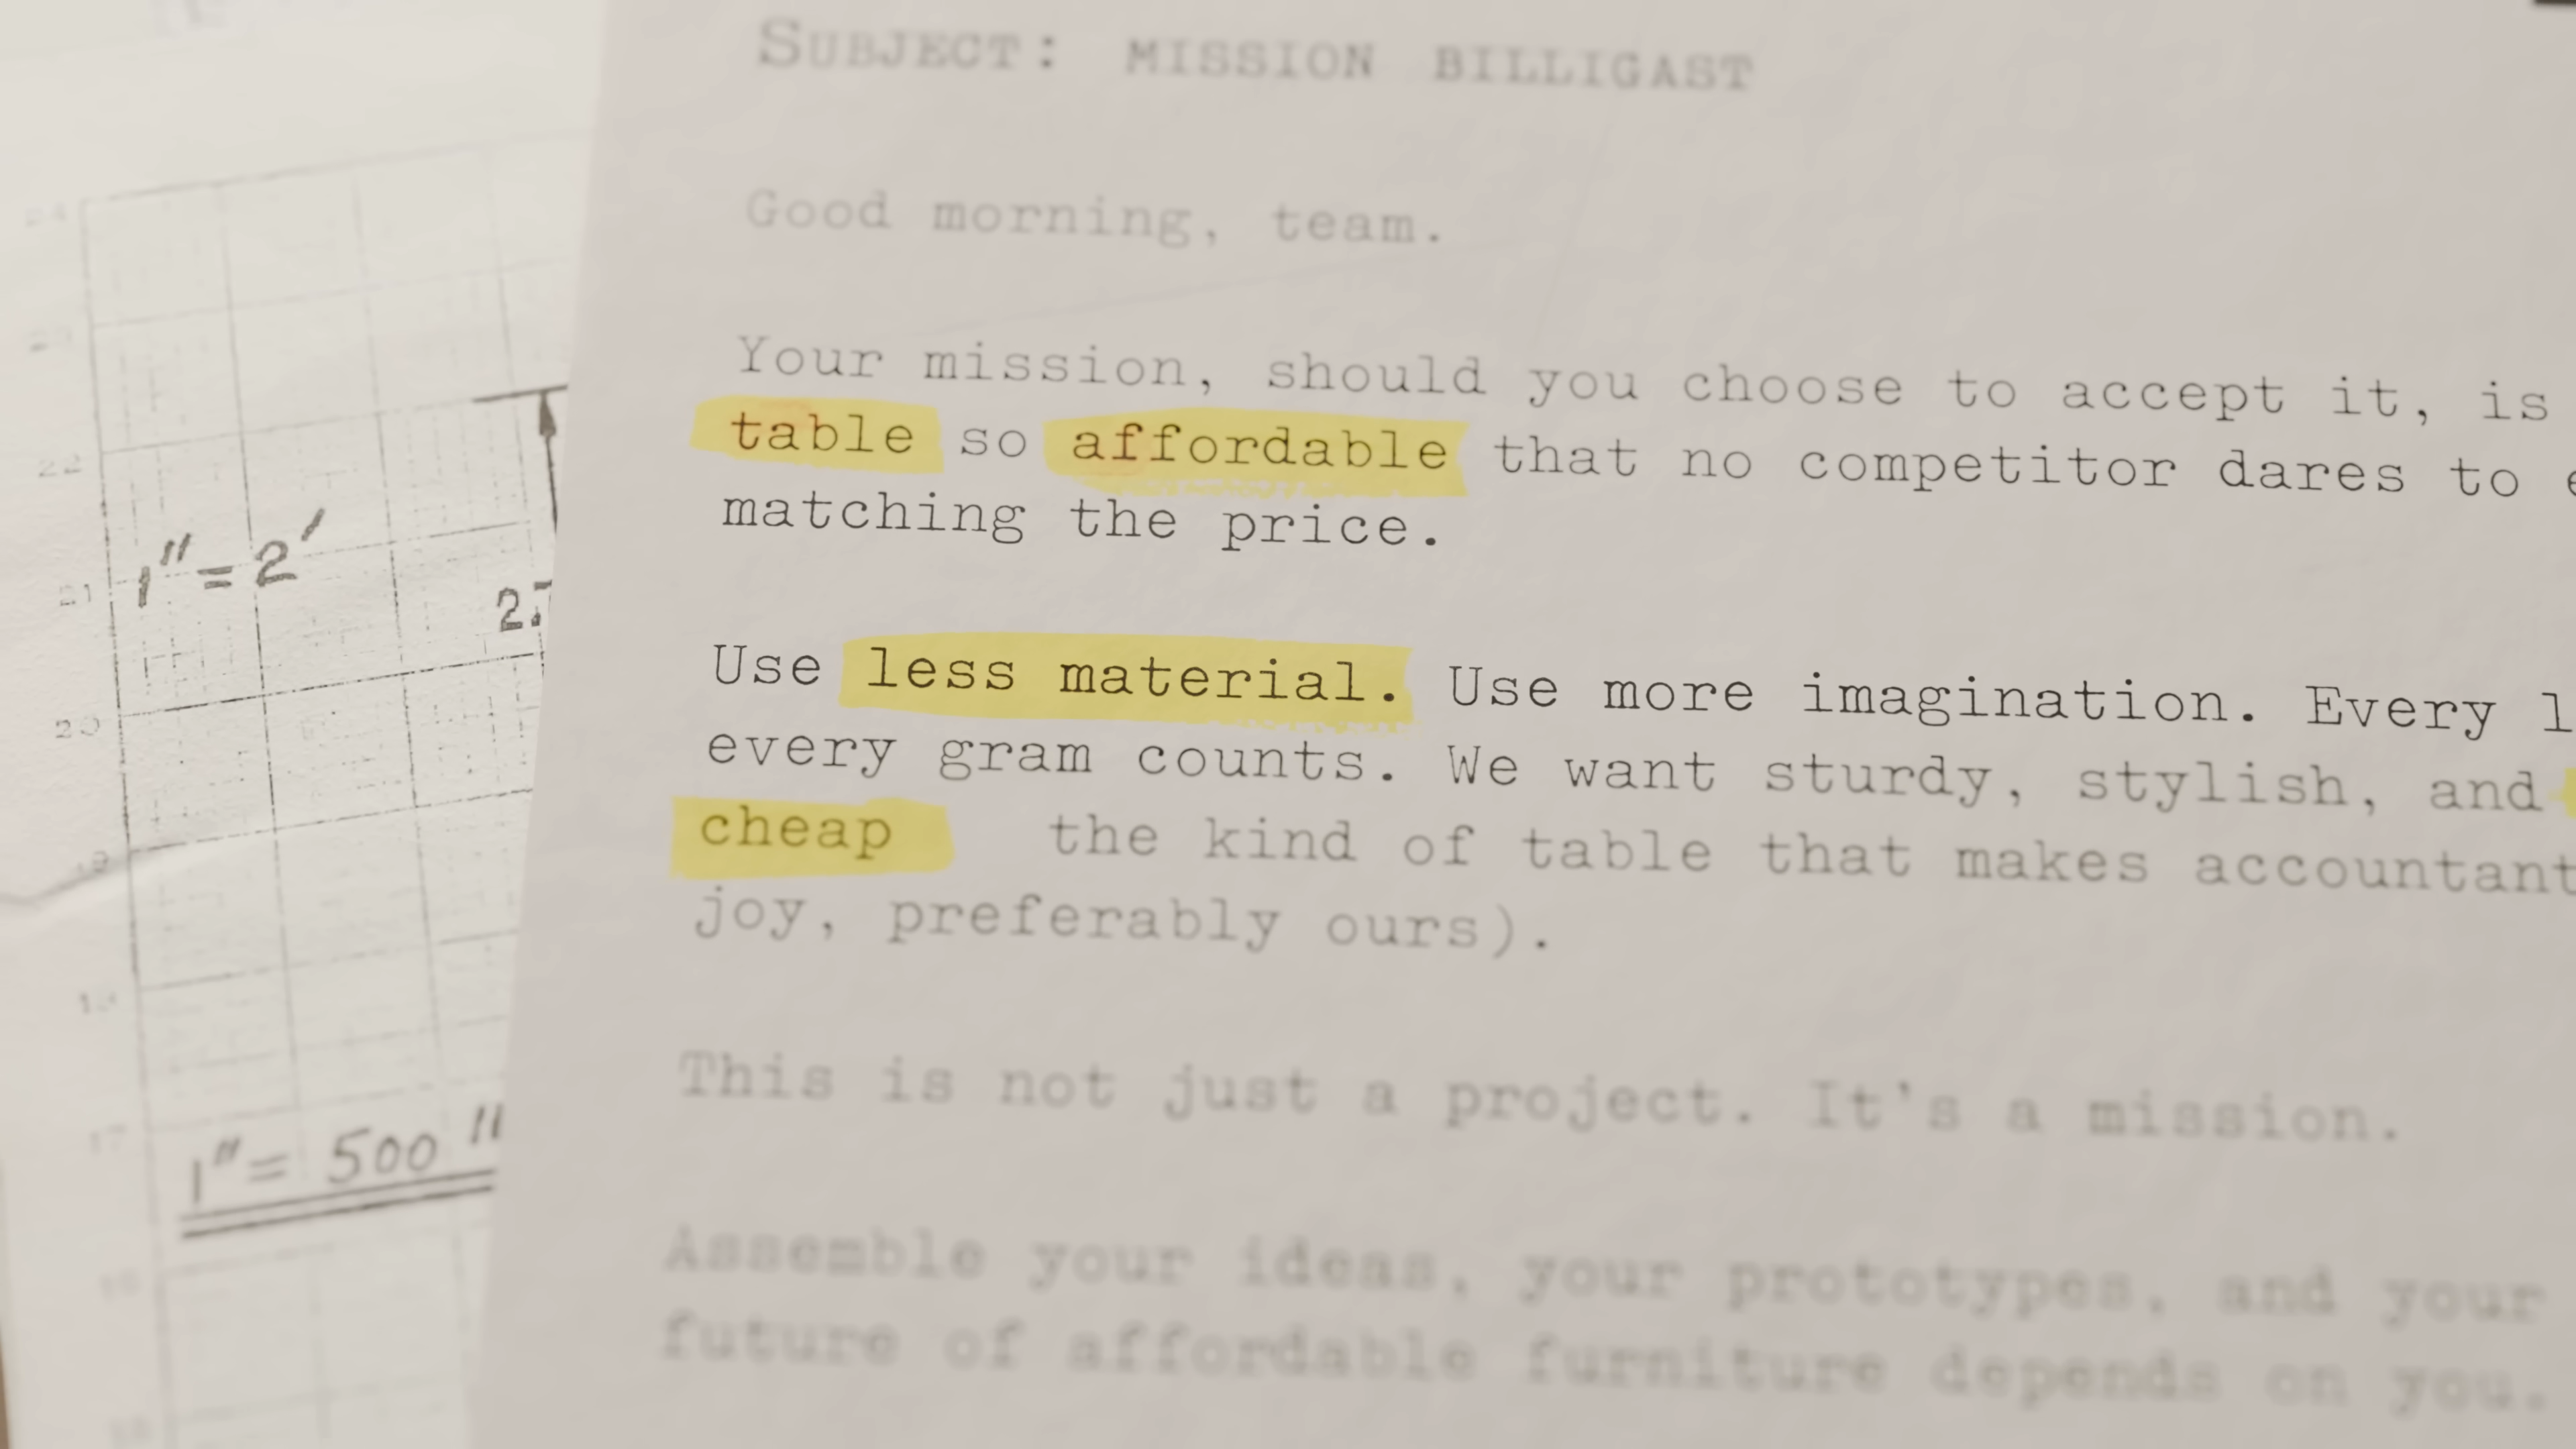 SUBJECT: MISSION BILLIGAST
Good morning, team.
Your mission, should you choose to accept it, is
table so affordable that no competitor dares to
matching the price.
Use less material. Use more imagination. Every
every gram counts. We want sturdy, stylish, and
cheap the kind of table that makes accountant
joy, preferably ours).
This is not just a project. It's a mission.
Assemble your ideas, your prototypes, and your
future of affordable furniture depends on you.
22
1"=2'
21
20
1"= 500"
17